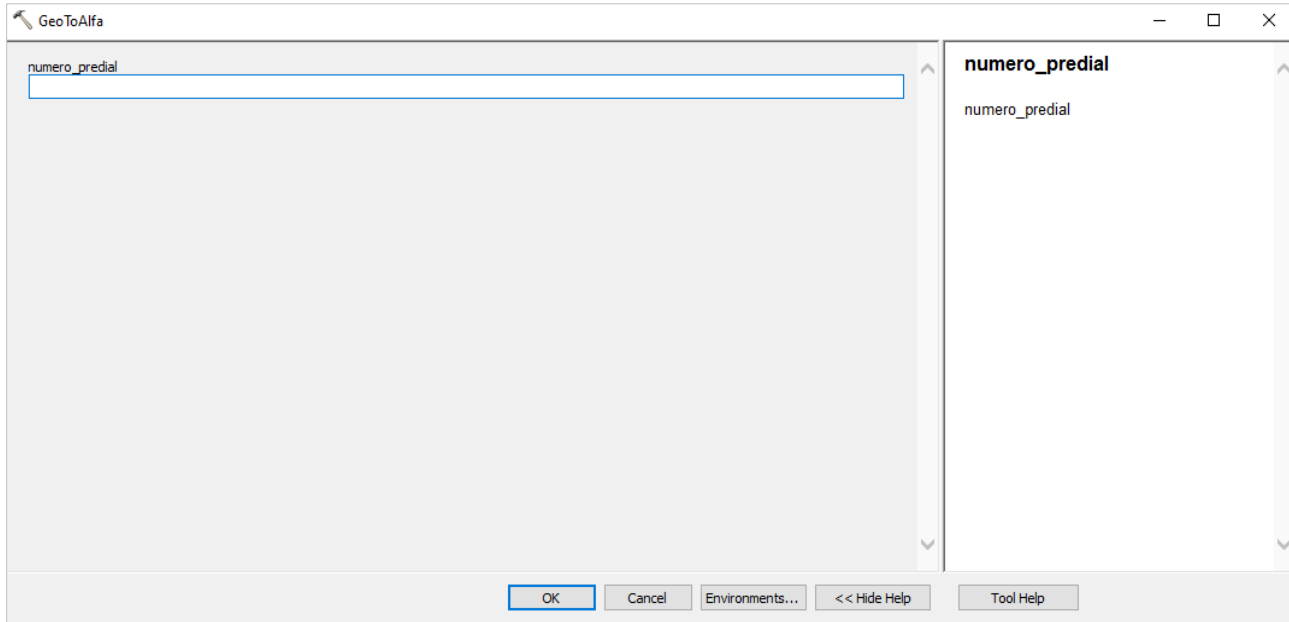 GeoToAlfa
numero_predial
numero_predial
numero_predial
OK
Cancel
Environments...
<< Hide Help
Tool Help